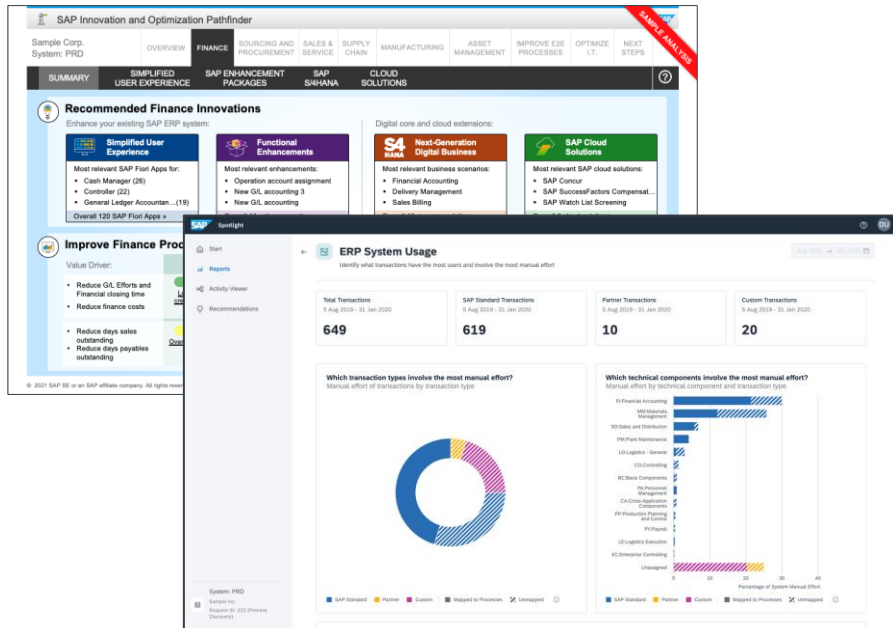 SAP Innovation and Optimization Pathfinder
SAP
SAMPLE ANALYSIS
Sample Corp.
System: PRD
OVERVIEW
FINANCE
SOURCING AND
PROCUREMENT
SALES &
SERVICE
SUPPLY
CHAIN
MANUFACTURING
ASSET
MANAGEMENT
IMPROVE E2E
PROCESSES
OPTIMIZE
I.T.
NEXT
STEPS
SUMMARY
SIMPLIFIED
USER EXPERIENCE
SAP ENHANCEMENT
PACKAGES
SAP
S/4HANA
CLOUD
SOLUTIONS
?
Recommended Finance Innovations
Enhance your existing SAP ERP system:
Digital core and cloud extensions:
Simplified User
Experience
Most relevant SAP Fiori Apps for:
• Cash Manager (26)
• Controller (22)
• General Ledger Accountan...(19)
Overall 120 SAP Fiori Apps »
Functional
Enhancements
Most relevant enhancements:
• Operation account assignment
• New G/L accounting 3
• New G/L accounting
S4
HANA
Next-Generation
Digital Business
Most relevant business scenarios:
• Financial Accounting
• Delivery Management
• Sales Billing
SAP Cloud
Solutions
Most relevant SAP cloud solutions:
• SAP Concur
• SAP SuccessFactors Compensat...
• SAP Watch List Screening
Improve Finance Proc
Value Driver:
• Reduce G/L Efforts and
Financial closing time
• Reduce finance costs
• Reduce days sales
outstanding
• Reduce days payables
outstanding
© 2021 SAP SE or an SAP affiliate company. All rights reser
SAP Spotlight
?
DU
Start
Reports
Activity Viewer
Recommendations
System: PRD
Sample Inc
Request ID: 222 (Process
Discovery)
← ERP System Usage
Identify what transactions have the most users and involve the most manual effort
Aug 2019 → Jan 2020
Total Transactions
5 Aug 2019 - 31 Jan 2020
649
SAP Standard Transactions
5 Aug 2019 - 31 Jan 2020
619
Partner Transactions
5 Aug 2019 - 31 Jan 2020
10
Custom Transactions
5 Aug 2019 - 31 Jan 2020
20
Which transaction types involve the most manual effort?
Manual effort of transactions by transaction type
SAP Standard Partner Custom Mapped to Processes Unmapped
Which technical components involve the most manual effort?
Manual effort by technical component and transaction type
FI:Financial Accounting
MM:Materials
Management
SD:Sales and Distribution
PM:Plant Maintenance
LO:Logistics - General
CO:Controlling
BC:Basis Components
PA:Personnel
Management
CA:Cross-Application
Components
PP:Production Planning
and Control
PY:Payroll
LE:Logistics Execution
EC:Enterprise Controlling
Unassigned
0 10 20 30 40
Percentage of System Manual Effort
SAP Standard Partner Custom Mapped to Processes Unmapped